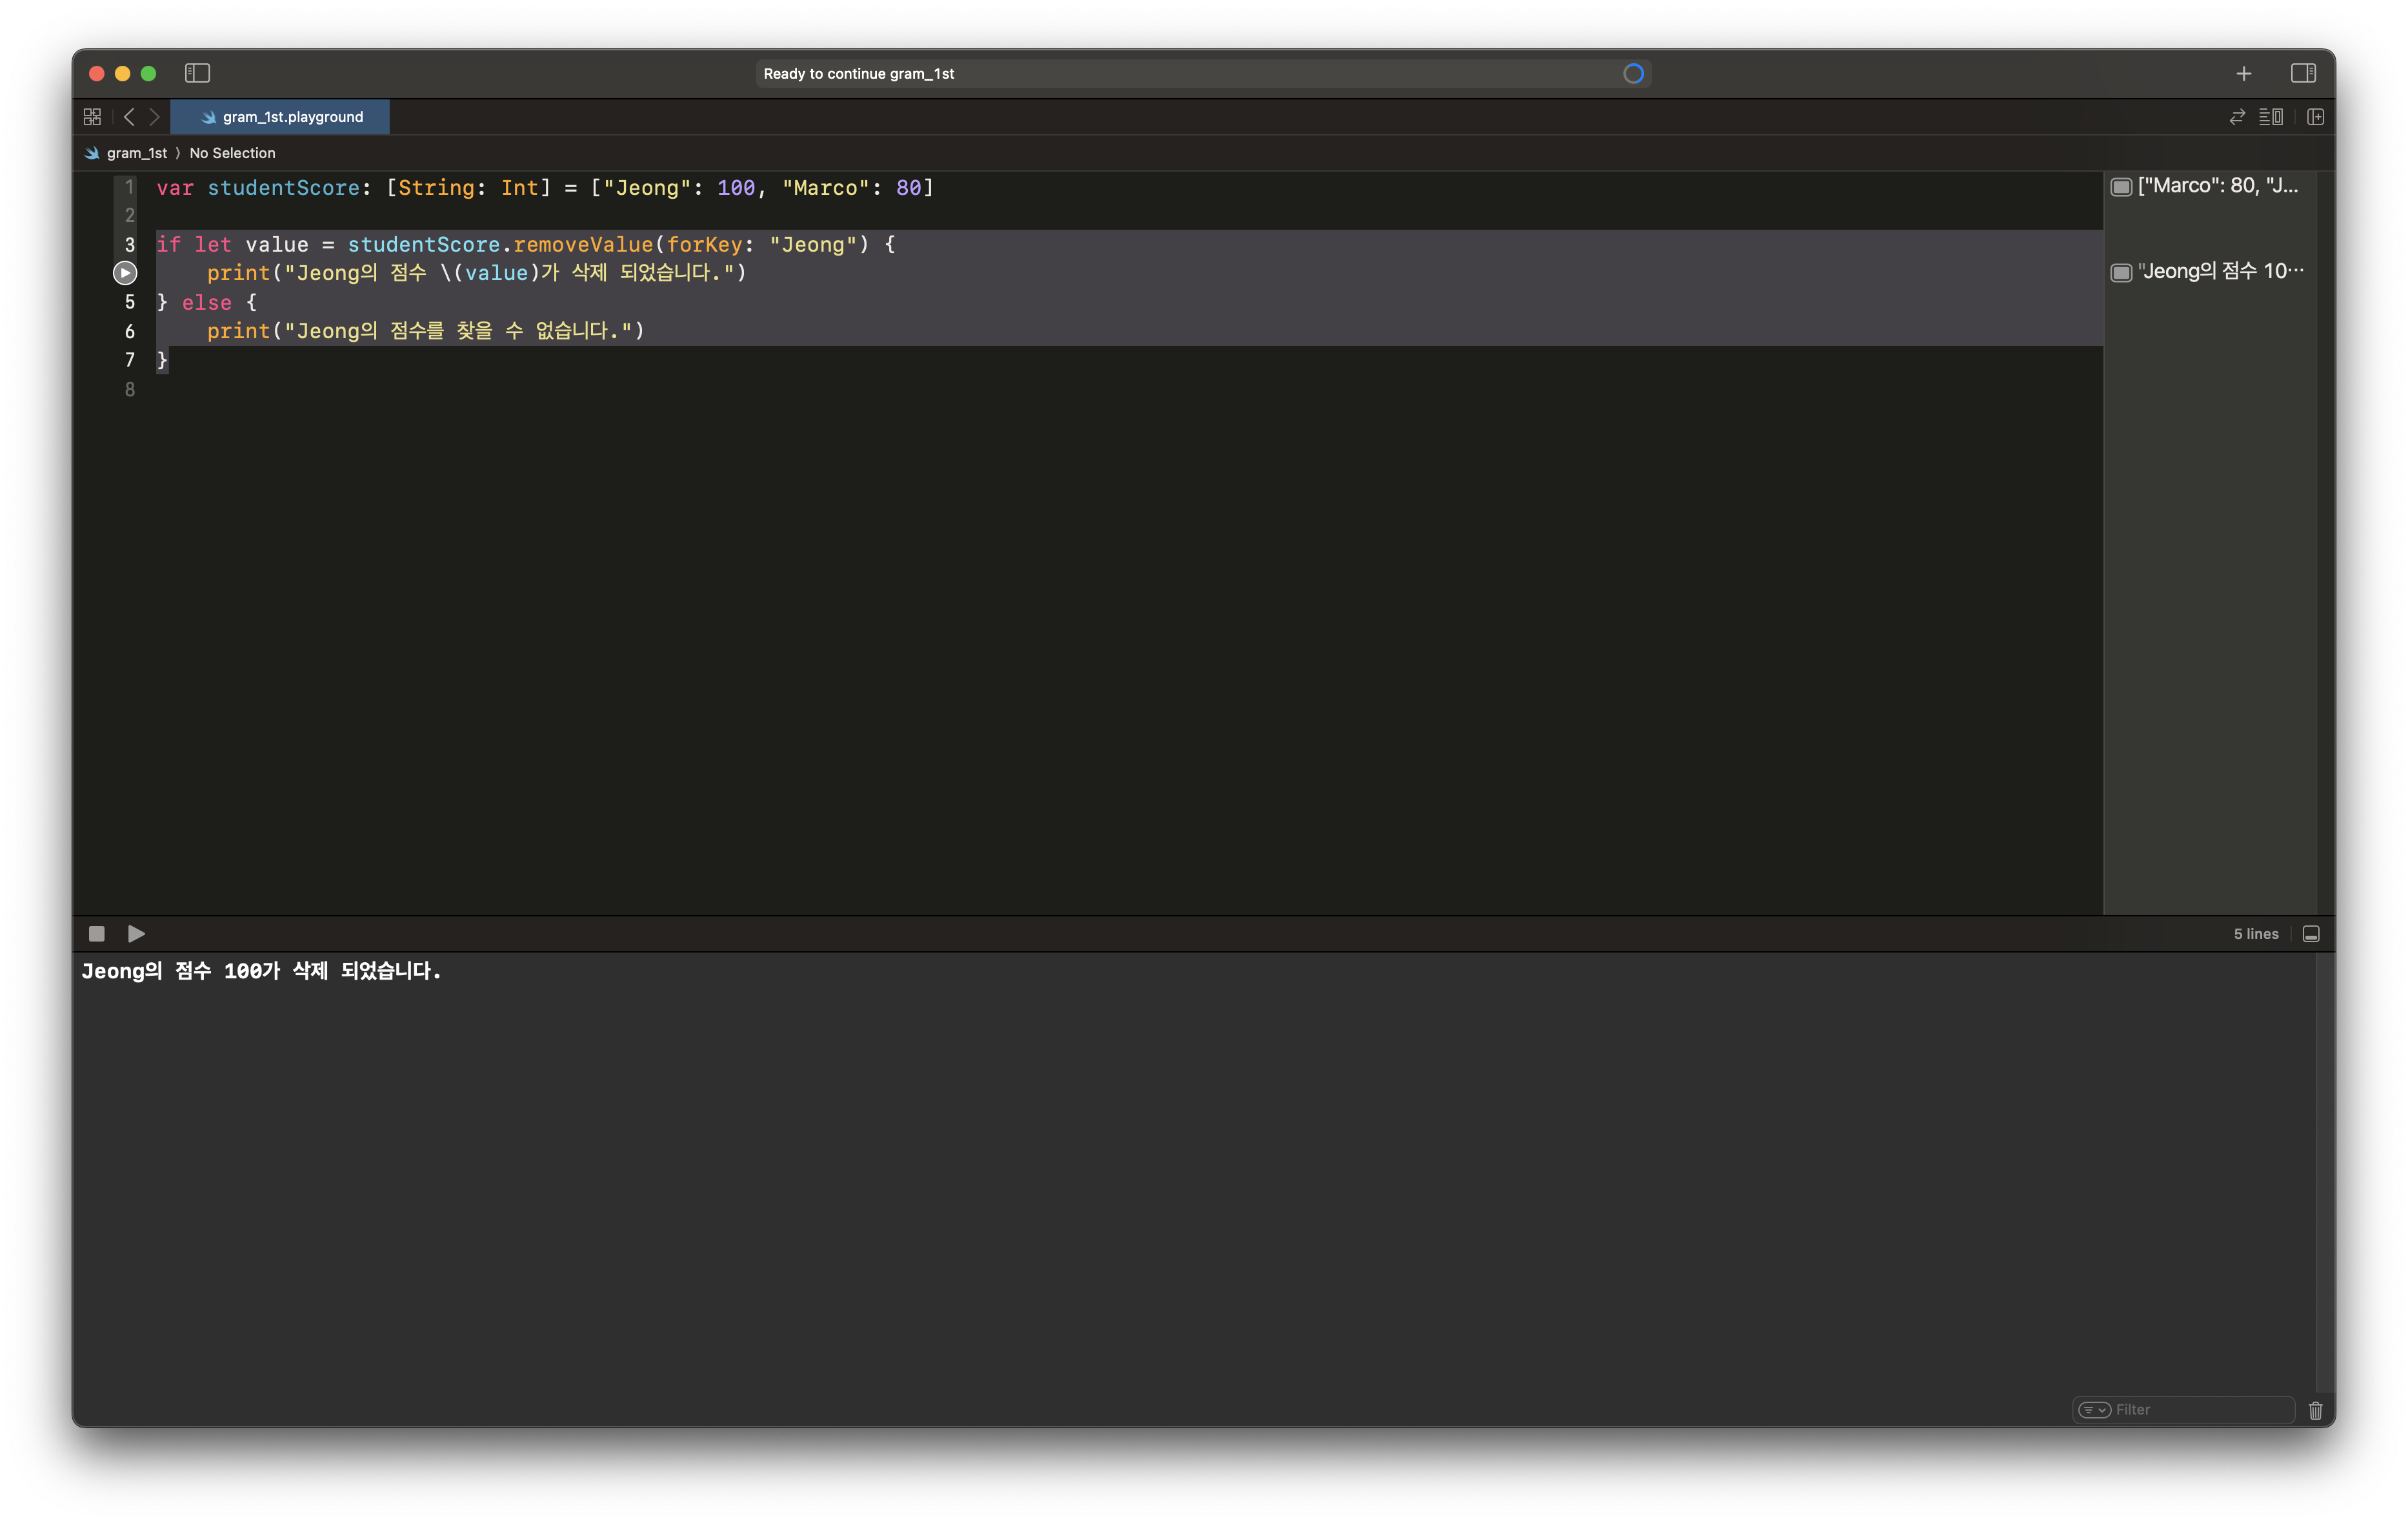 Ready to continue gram_1st
gram_1st.playground
gram_1st 〉 No Selection
1 var studentScore: [String: Int] = ["Jeong": 100, "Marco": 80]
["Marco": 80, "J...
2
3 if let value = studentScore.removeValue(forKey: "Jeong") {
print("Jeong의 점수 \(value)가 삭제 되었습니다.")
"Jeong의 점수 10…
5 } else {
6 print("Jeong의 점수를 찾을 수 없습니다.")
7 }
8
5 lines
Jeong의 점수 100가 삭제 되었습니다.
Filter